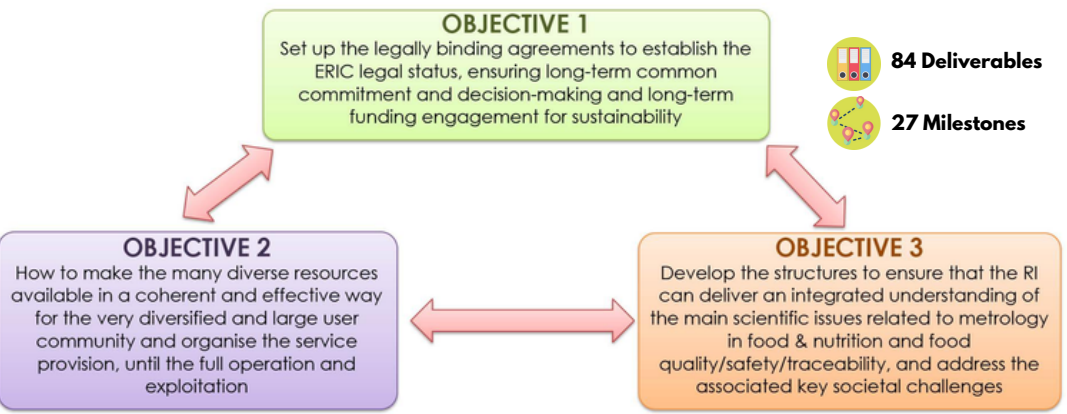 OBJECTIVE 1
Set up the legally binding agreements to establish the
ERIC legal status, ensuring long-term common
commitment and decision-making and long-term
funding engagement for sustainability
84 Deliverables
27 Milestones
OBJECTIVE 2
How to make the many diverse resources
available in a coherent and effective way
for the very diversified and large user
community and organise the service
provision, until the full operation and
exploitation
OBJECTIVE 3
Develop the structures to ensure that the RI
can deliver an integrated understanding of
the main scientific issues related to metrology
in food & nutrition and food
quality/safety/traceability, and address the
associated key societal challenges